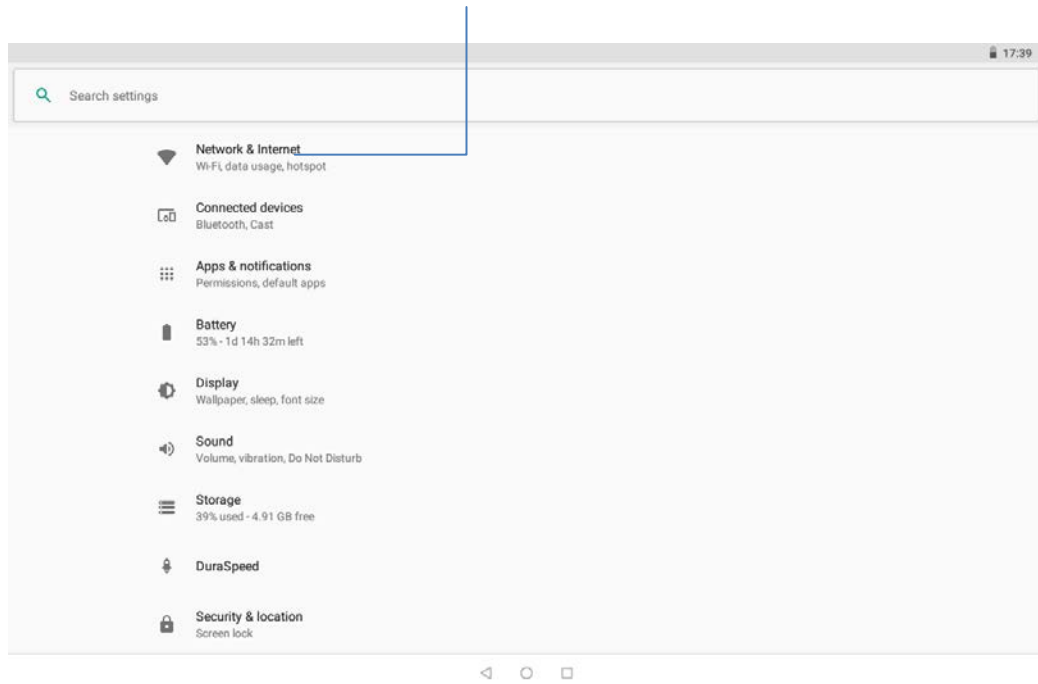 17:39
Search settings
Network & Internet
Wi-Fi, data usage, hotspot
Connected devices
Bluetooth, Cast
Apps & notifications
Permissions, default apps
Battery
53% - 1d 14h 32m left
Display
Wallpaper, sleep, font size
Sound
Volume, vibration, Do Not Disturb
Storage
39% used - 4.91 GB free
DuraSpeed
Security & location
Screen lock